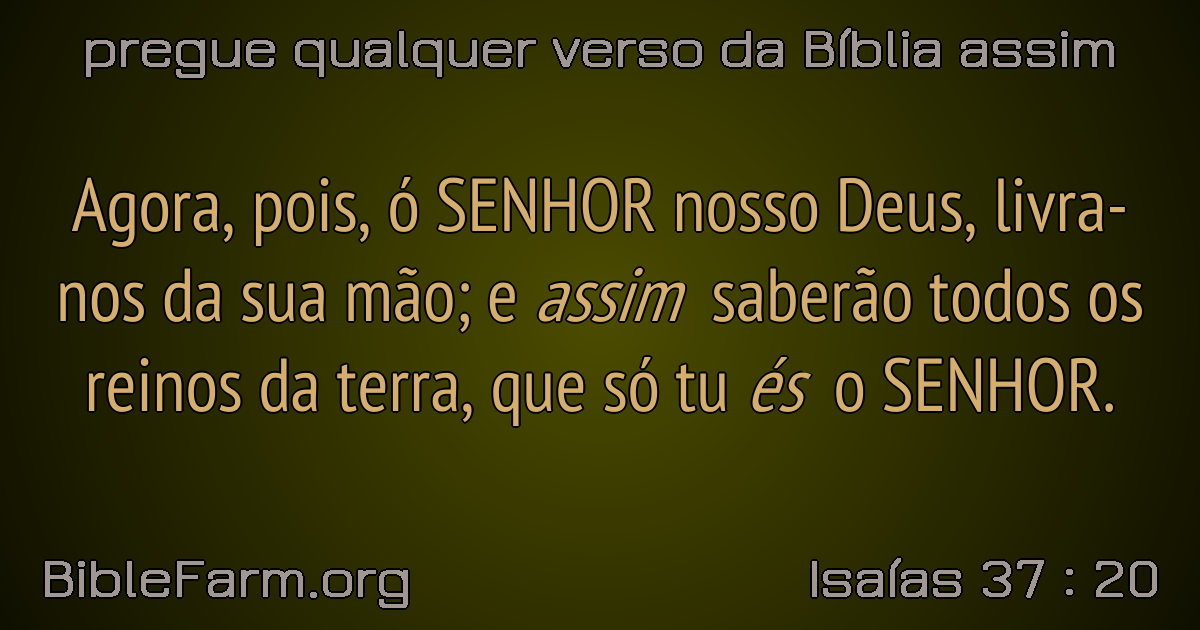 pregue qualquer verso da Bíblia assim
Agora, pois, ó SENHOR nosso Deus, livra-
nos da sua mão; e assim saberão todos os
reinos da terra, que só tu és o SENHOR.
BibleFarm.org
Isaías 37 : 20